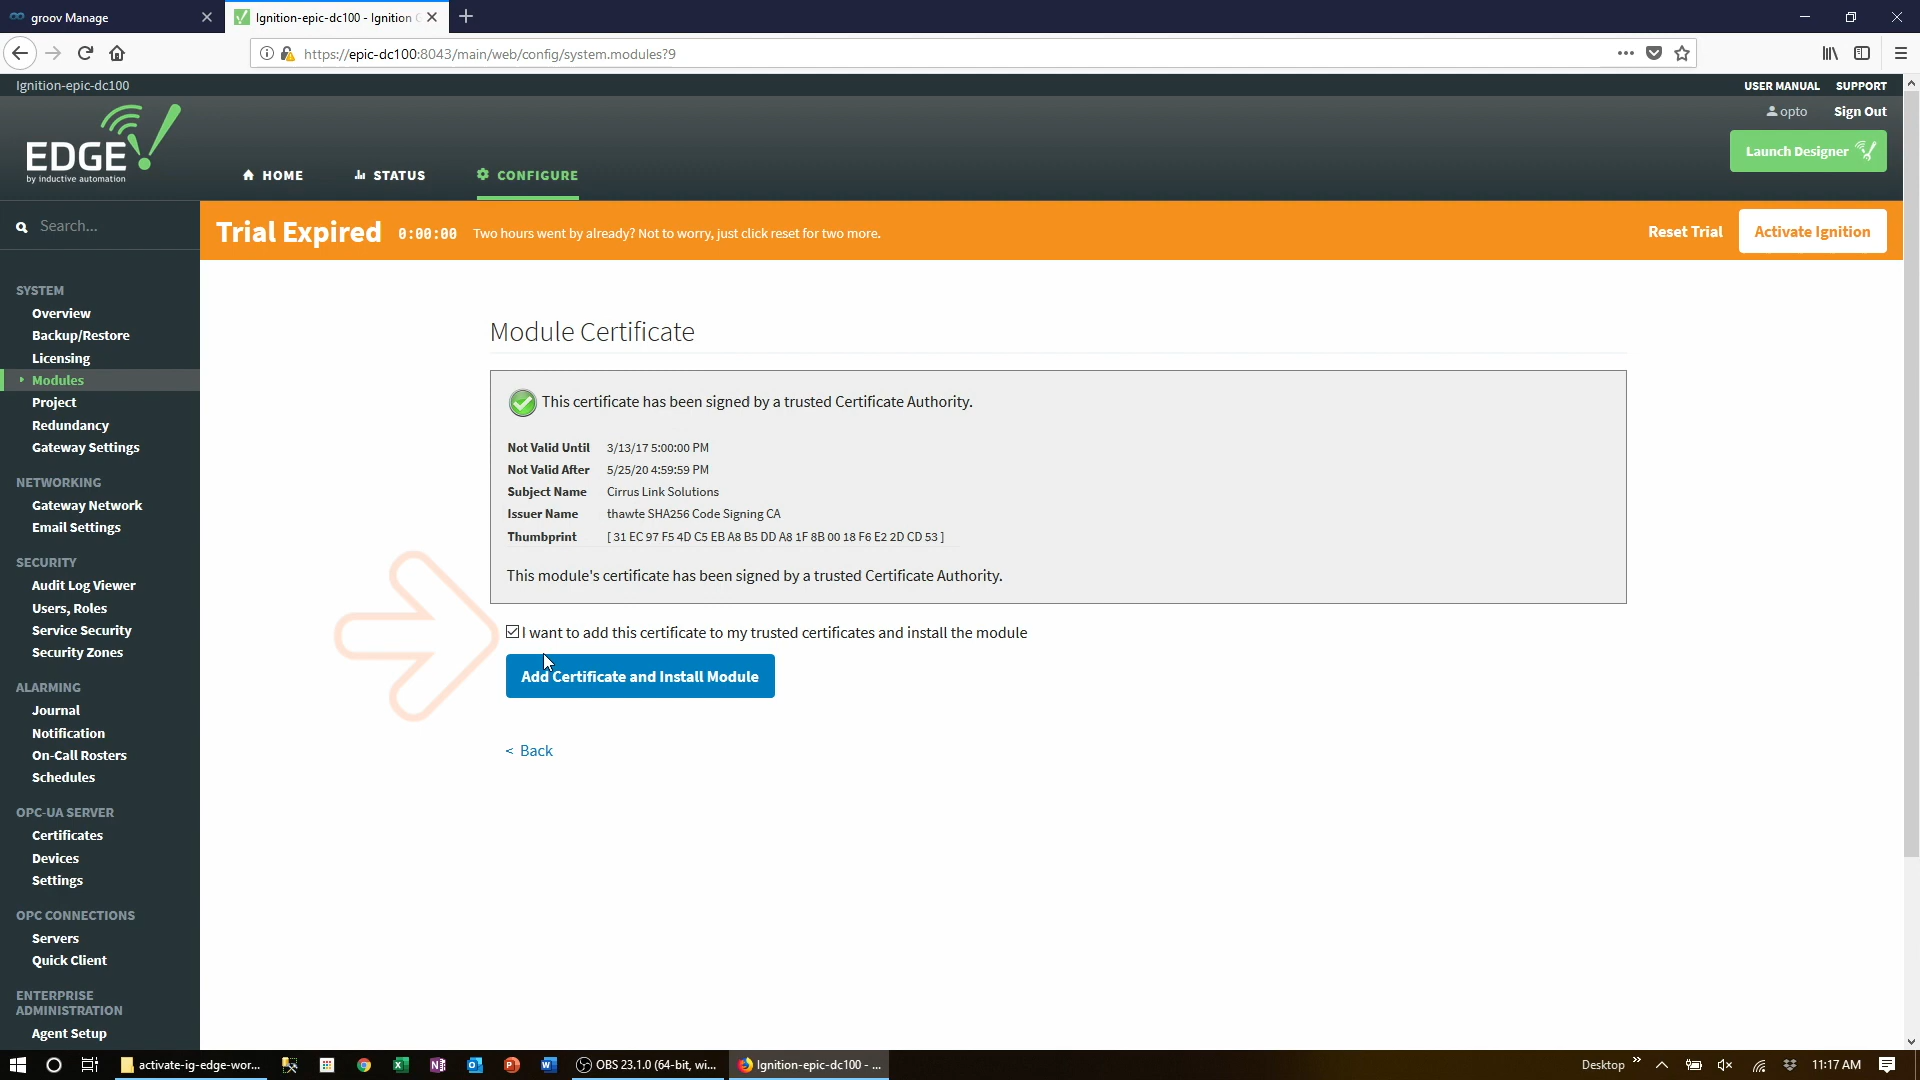 groov Manage
Ignition-epic-dc100 - Ignition G
https://epic-dc100:8043/main/web/config/system.modules?9
Ignition-epic-dc100
USER MANUAL SUPPORT
opto Sign Out
EDGE
by inductive automation
HOME
STATUS
CONFIGURE
Launch Designer
Search...
Trial Expired 0:00:00 Two hours went by already? Not to worry, just click reset for two more.
Reset Trial Activate Ignition
SYSTEM
Overview
Backup/Restore
Licensing
Modules
Project
Redundancy
Gateway Settings
NETWORKING
Gateway Network
Email Settings
SECURITY
Audit Log Viewer
Users, Roles
Service Security
Security Zones
ALARMING
Journal
Notification
On-Call Rosters
Schedules
OPC-UA SERVER
Certificates
Devices
Settings
OPC CONNECTIONS
Servers
Quick Client
ENTERPRISE
ADMINISTRATION
Agent Setup
Module Certificate
This certificate has been signed by a trusted Certificate Authority.
Not Valid Until 3/13/17 5:00:00 PM
Not Valid After 5/25/20 4:59:59 PM
Subject Name Cirrus Link Solutions
Issuer Name thawte SHA256 Code Signing CA
Thumbprint [ 31 EC 97 F5 4D C5 EB A8 B5 DD A8 1F 8B 00 18 F6 E2 2D CD 53 ]
This module's certificate has been signed by a trusted Certificate Authority.
I want to add this certificate to my trusted certificates and install the module
Add Certificate and Install Module
< Back
activate-ig-edge-wor...
OBS 23.1.0 (64-bit, wi...
Ignition-epic-dc100 - ...
Desktop
11:17 AM